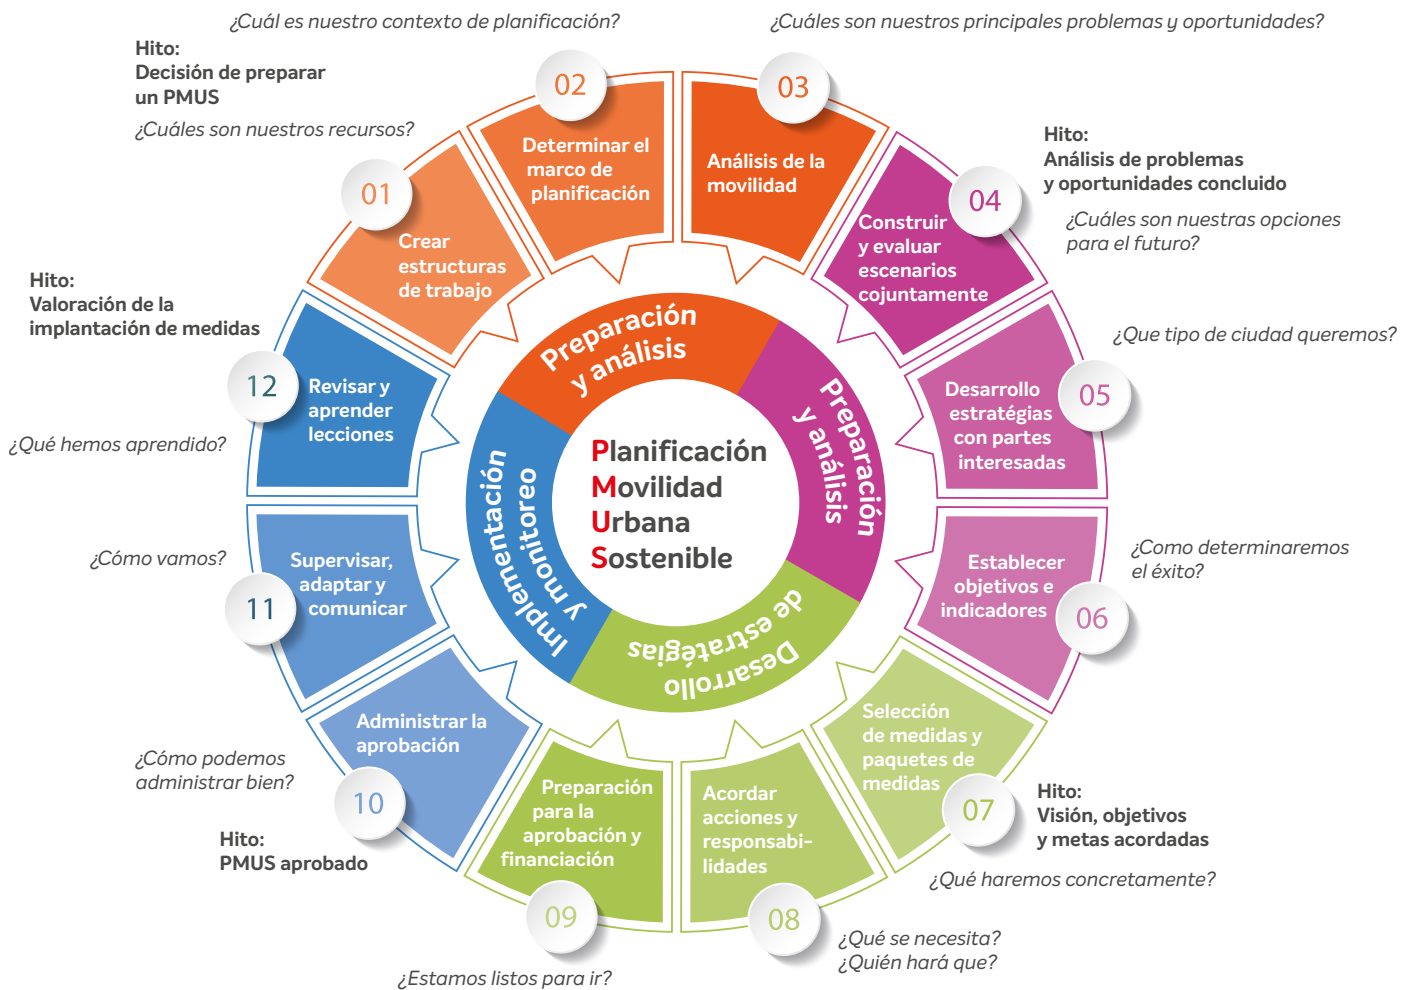 ¿Cuál es nuestro contexto de planificación?
¿Cuáles son nuestros principales problemas y oportunidades?
Hito:
Decisión de preparar
un PMUS
¿Cuáles son nuestros recursos?
01
Crear
estructuras
de trabajo
02
Determinar el
marco de
planificación
03
Análisis de la
movilidad
Hito:
Análisis de problemas
y oportunidades concluido
¿Cuáles son nuestras opciones
para el futuro?
04
Construir
y evaluar
escenarios
cojuntamente
¿Que tipo de ciudad queremos?
05
Desarrollo
estratégias
con partes
interesadas
¿Como determinaremos
el éxito?
06
Establecer
objetivos e
indicadores
07
Selección
de medidas y
paquetes de
medidas
Hito:
Visión, objetivos
y metas acordadas
¿Qué haremos concretamente?
08
Acordar
acciones y
responsabi-
lidades
¿Qué se necesita?
¿Quién hará que?
09
Preparación
para la
aprobación y
financiación
¿Estamos listos para ir?
10
Administrar la
aprobación
¿Cómo podemos
administrar bien?
Hito:
PMUS aprobado
11
Supervisar,
adaptar y
comunicar
¿Cómo vamos?
12
Revisar y
aprender
lecciones
Hito:
Valoración de la
implantación de medidas
¿Qué hemos aprendido?
Preparación
y análisis
Preparación
y análisis
Desarrollo
de estratégias
Implementación
y monitoreo
Planificación
Movilidad
Urbana
Sostenible